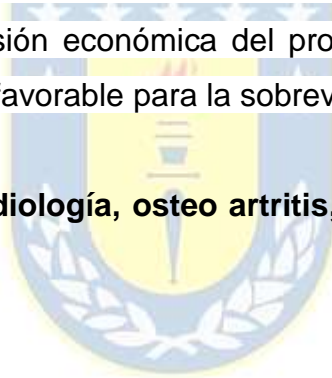 sión económica del pro
favorable para la sobrev
diología, osteo artritis,